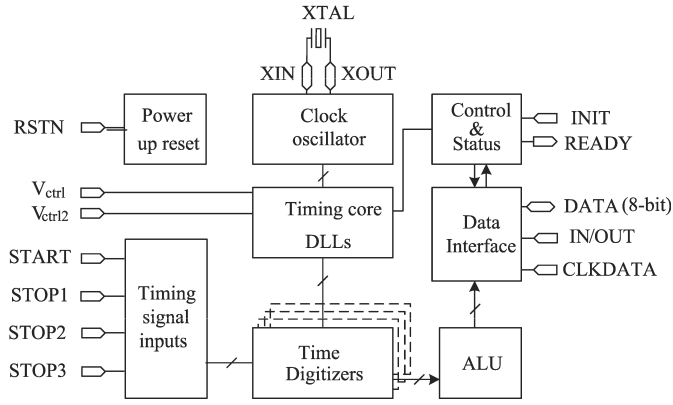 XTAL
XIN
XOUT
RSTN
Power
up reset
Clock
oscillator
Control
&
Status
INIT
READY
Vctrl
Vctrl2
Timing core
DLLs
Data
Interface
DATA (8-bit)
IN/OUT
CLKDATA
START
STOP1
STOP2
STOP3
Timing
signal
inputs
Time
Digitizers
ALU